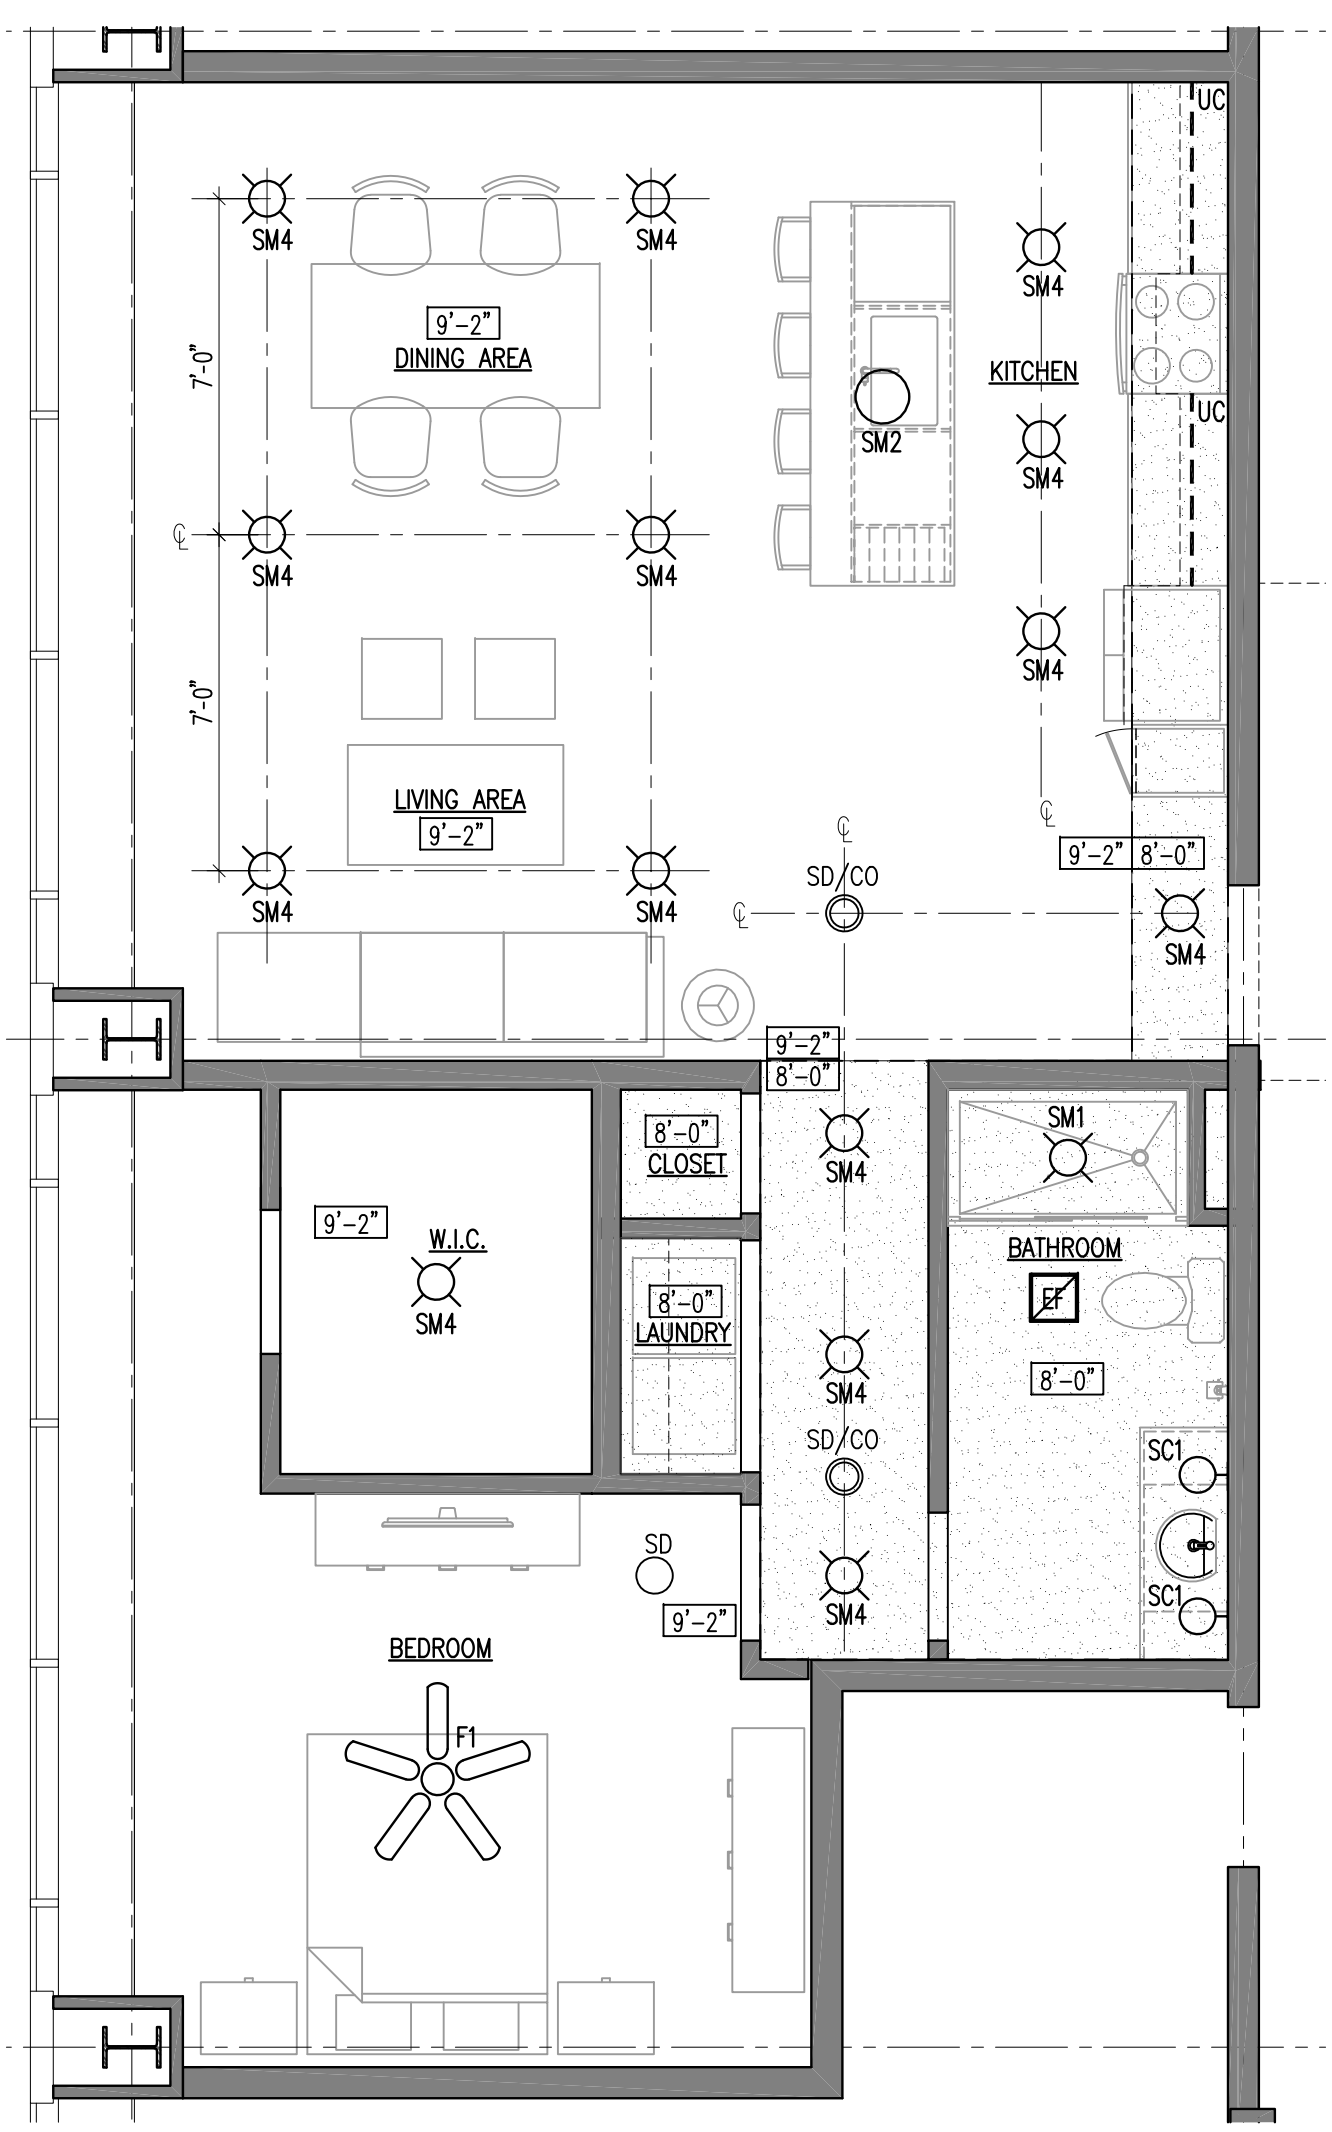 UC
SM4
SM4
SM4
9'-2"
DINING AREA
7'-0"
KITCHEN
UC
SM2
SM4
℄
SM4
SM4
SM4
7'-0"
LIVING AREA
9'-2"
℄
℄
9'-2" 8'-0"
SD/CO
SM4
SM4
℄
SM4
9'-2"
8'-0"
8'-0"
CLOSET
SM4
SM1
9'-2"
W.I.C.
SM4
8'-0"
LAUNDRY
BATHROOM
EF
8'-0"
SM4
SD/CO
SC1
SD
9'-2"
SM4
SC1
BEDROOM
F1